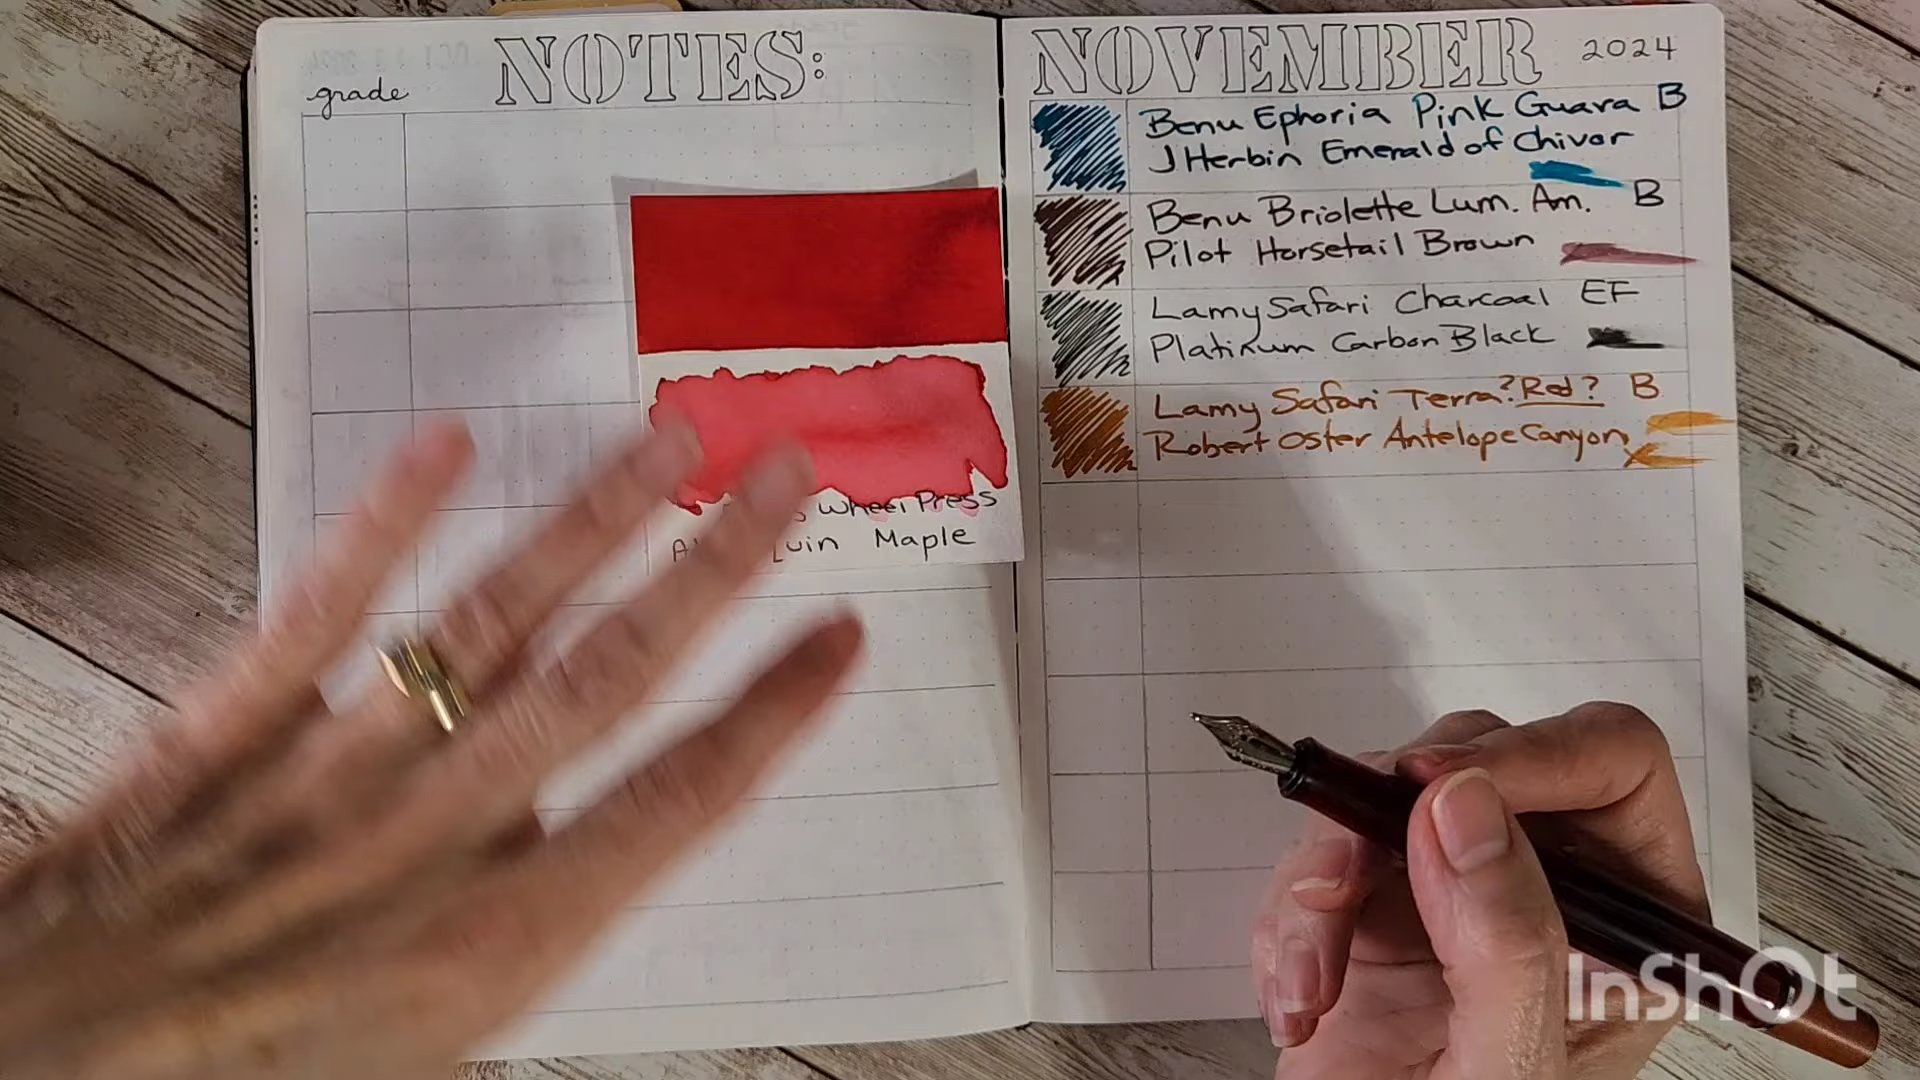 NOTES:
grade
Wheel Press
Maple
NOVEMBER 2024
Benu Ephoria Pink Guara B
J Herbin Emerald of Chivor
Benu Briolette Lum. Am. B
Pilot Horsetail Brown
Lamy Safari Charcoal EF
Platinum Carbon Black
Lamy Safari Terra? Red? B
Robert Oster Antelope Canyon
InShOt